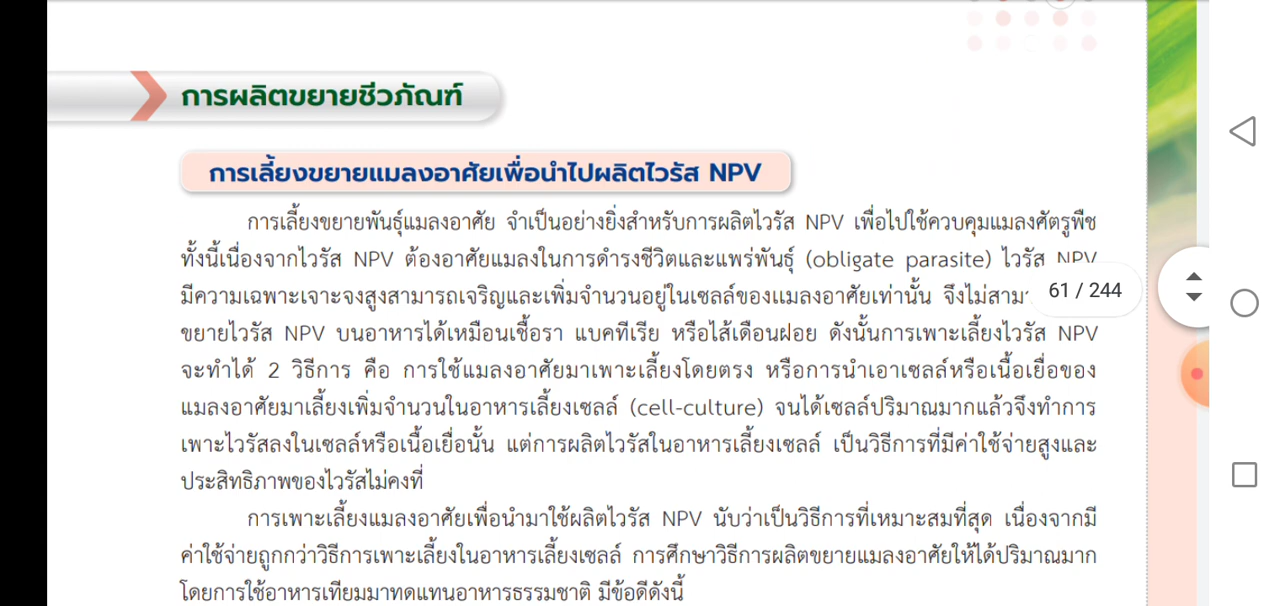 การผลิตขยายชีวภัณฑ์
การเลี้ยงขยายแมลงอาศัยเพื่อนำไปผลิตไวรัส NPV
การเลี้ยงขยายพันธุ์แมลงอาศัย จำเป็นอย่างยิ่งสำหรับการผลิตไวรัส NPV เพื่อไปใช้ควบคุมแมลงศัตรูพืช
ทั้งนี้เนื่องจากไวรัส NPV ต้องอาศัยแมลงในการดำรงชีวิตและแพร่พันธุ์ (obligate parasite) ไวรัส NPV
มีความเฉพาะเจาะจงสูงสามารถเจริญและเพิ่มจำนวนอยู่ในเซลล์ของแมลงอาศัยเท่านั้น จึงไม่สามา
61 / 244
ขยายไวรัส NPV บนอาหารได้เหมือนเชื้อรา แบคทีเรีย หรือไส้เดือนฝอย ดังนั้นการเพาะเลี้ยงไวรัส NPV
จะทำได้ 2 วิธีการ คือ การใช้แมลงอาศัยมาเพาะเลี้ยงโดยตรง หรือการนำเอาเซลล์หรือเนื้อเยื่อของ
แมลงอาศัยมาเลี้ยงเพิ่มจำนวนในอาหารเลี้ยงเซลล์ (cell-culture) จนได้เซลล์ปริมาณมากแล้วจึงทำการ
เพาะไวรัสลงในเซลล์หรือเนื้อเยื่อนั้น แต่การผลิตไวรัสในอาหารเลี้ยงเซลล์ เป็นวิธีการที่มีค่าใช้จ่ายสูงและ
ประสิทธิภาพของไวรัสไม่คงที่
การเพาะเลี้ยงแมลงอาศัยเพื่อนำมาใช้ผลิตไวรัส NPV นับว่าเป็นวิธีการที่เหมาะสมที่สุด เนื่องจากมี
ค่าใช้จ่ายถูกกว่าวิธีการเพาะเลี้ยงในอาหารเลี้ยงเซลล์ การศึกษาวิธีการผลิตขยายแมลงอาศัยให้ได้ปริมาณมาก
โดยการใช้อาหารเทียมมาทดแทนอาหารธรรมชาติ มีข้อดีดังนี้